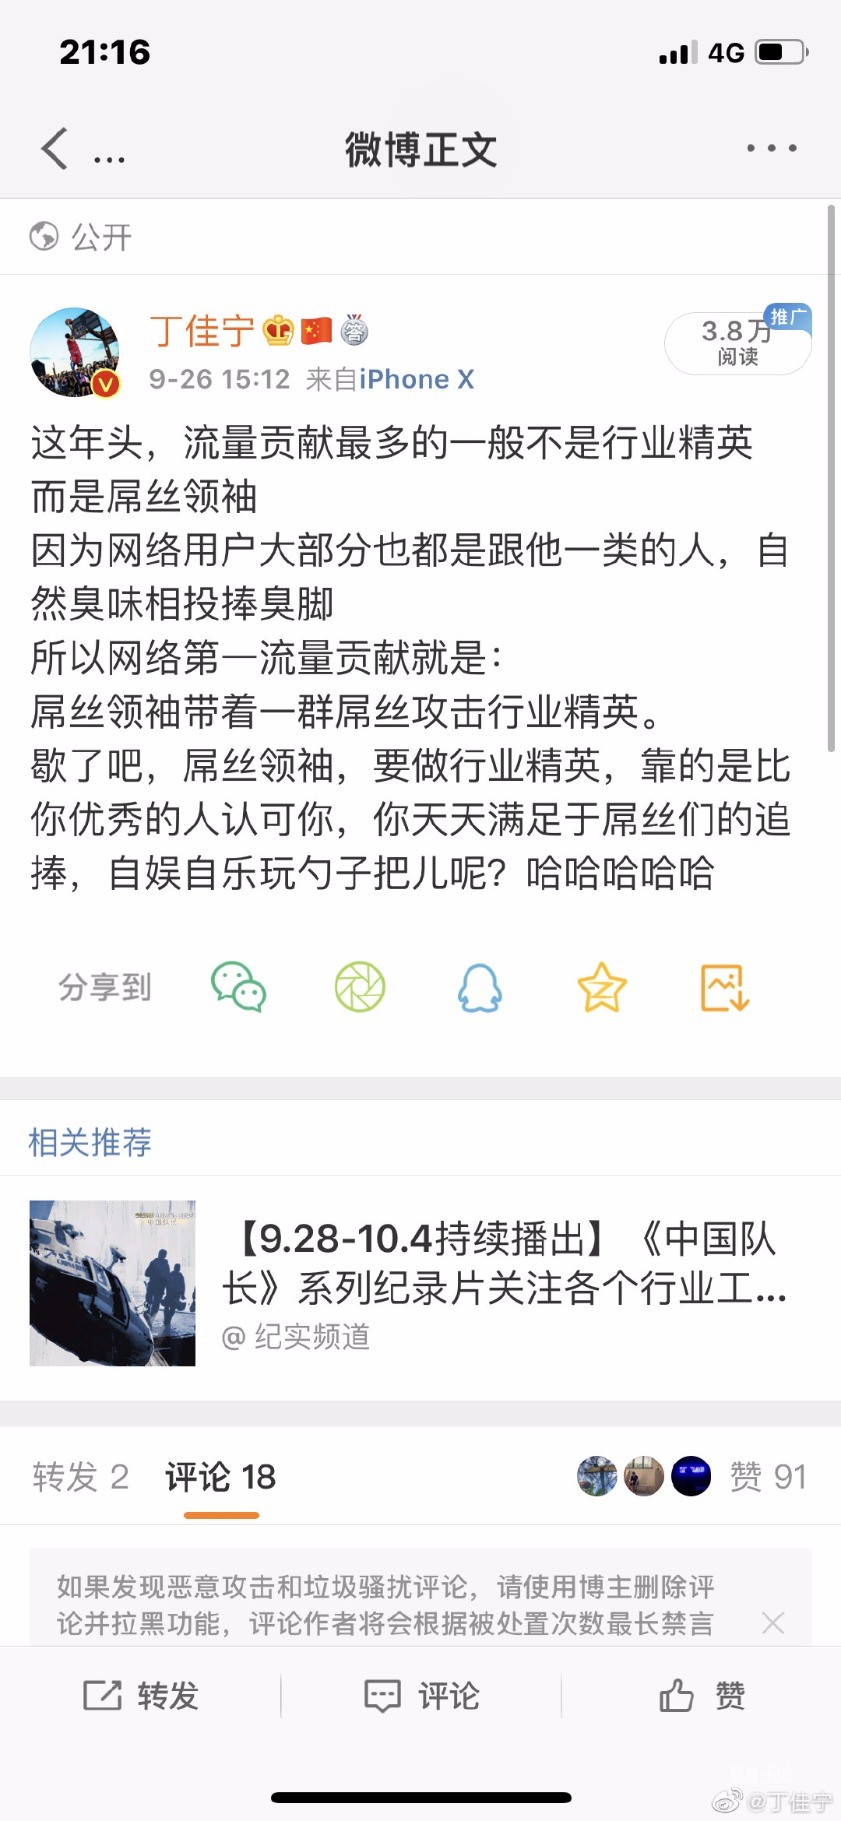 21:16
4G
...
微博正文
公开
丁佳宁
答
3.8万
推广
阅读
9-26 15:12 来自iPhone X
这年头，流量贡献最多的一般不是行业精英
而是屌丝领袖
因为网络用户大部分也都是跟他一类的人，自
然臭味相投捧臭脚
所以网络第一流量贡献就是：
屌丝领袖带着一群屌丝攻击行业精英。
歇了吧，屌丝领袖，要做行业精英，靠的是比
你优秀的人认可你，你天天满足于屌丝们的追
捧，自娱自乐玩勺子把儿呢？哈哈哈哈哈
分享到
相关推荐
【9.28-10.4持续播出】《中国队
长》系列纪录片关注各个行业工...
@ 纪实频道
转发 2 评论 18
赞 91
如果发现恶意攻击和垃圾骚扰评论，请使用博主删除评
论并拉黑功能，评论作者将会根据被处置次数最长禁言
转发
评论
赞
@丁佳宁